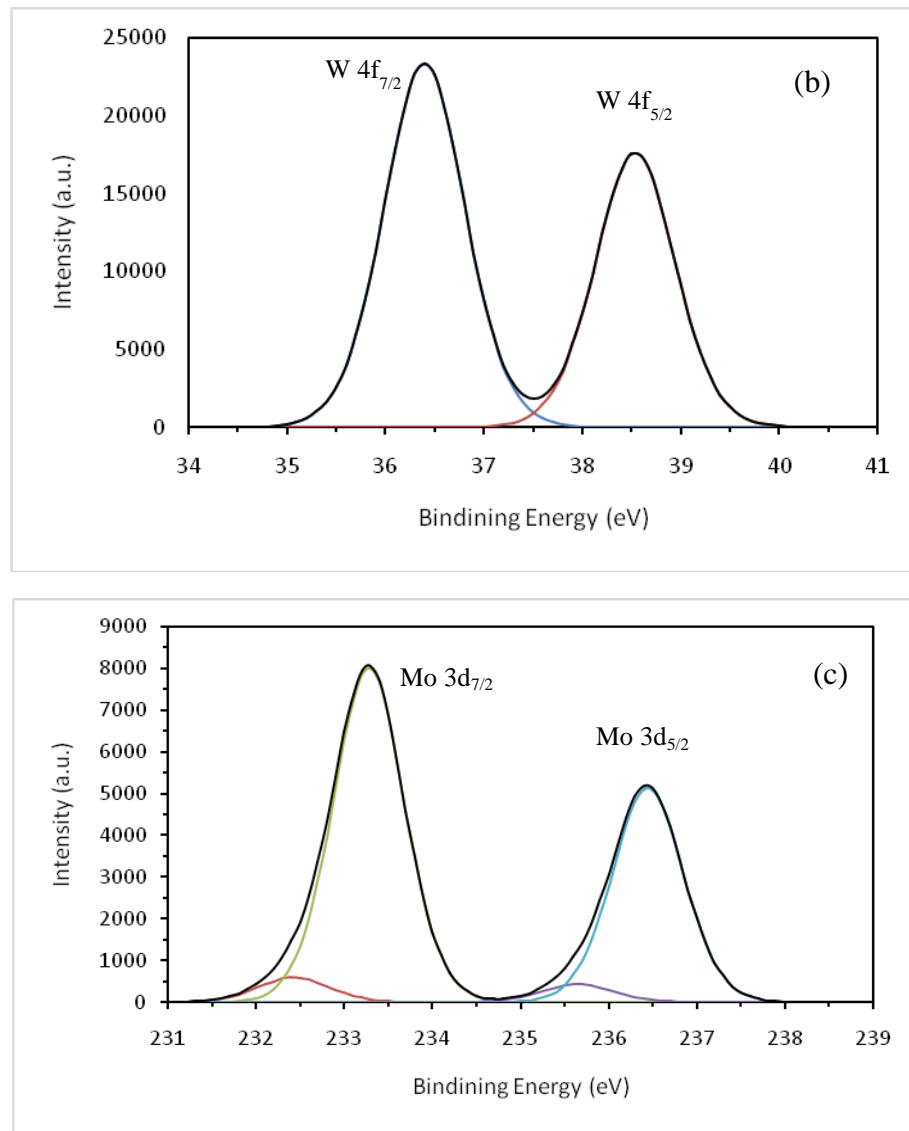 25000
20000
15000
10000
5000
0
Intensity (a.u.)
W 4f7/2
W 4f5/2
(b)
34 35 36 37 38 39 40 41
Bindining Energy (eV)
9000
8000
7000
6000
5000
4000
3000
2000
1000
0
Intensity (a.u.)
Mo 3d7/2
Mo 3d5/2
(c)
231 232 233 234 235 236 237 238 239
Bindining Energy (eV)